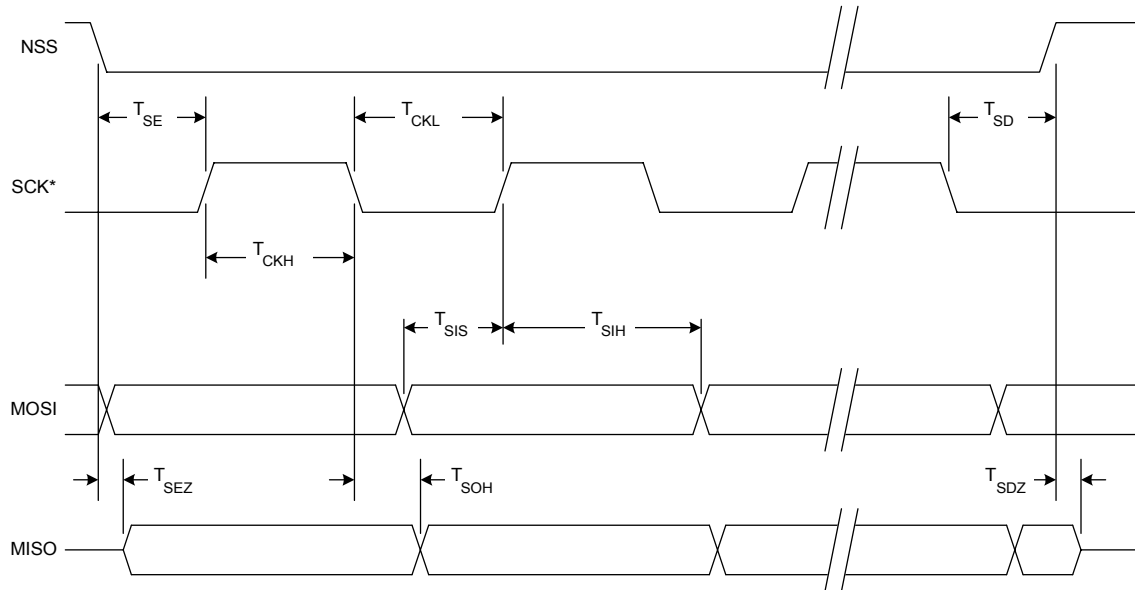 NSS
T_SE
T_CKL
T_SD
SCK*
T_CKH
T_SIS
T_SIH
MOSI
T_SEZ
T_SOH
T_SDZ
MISO